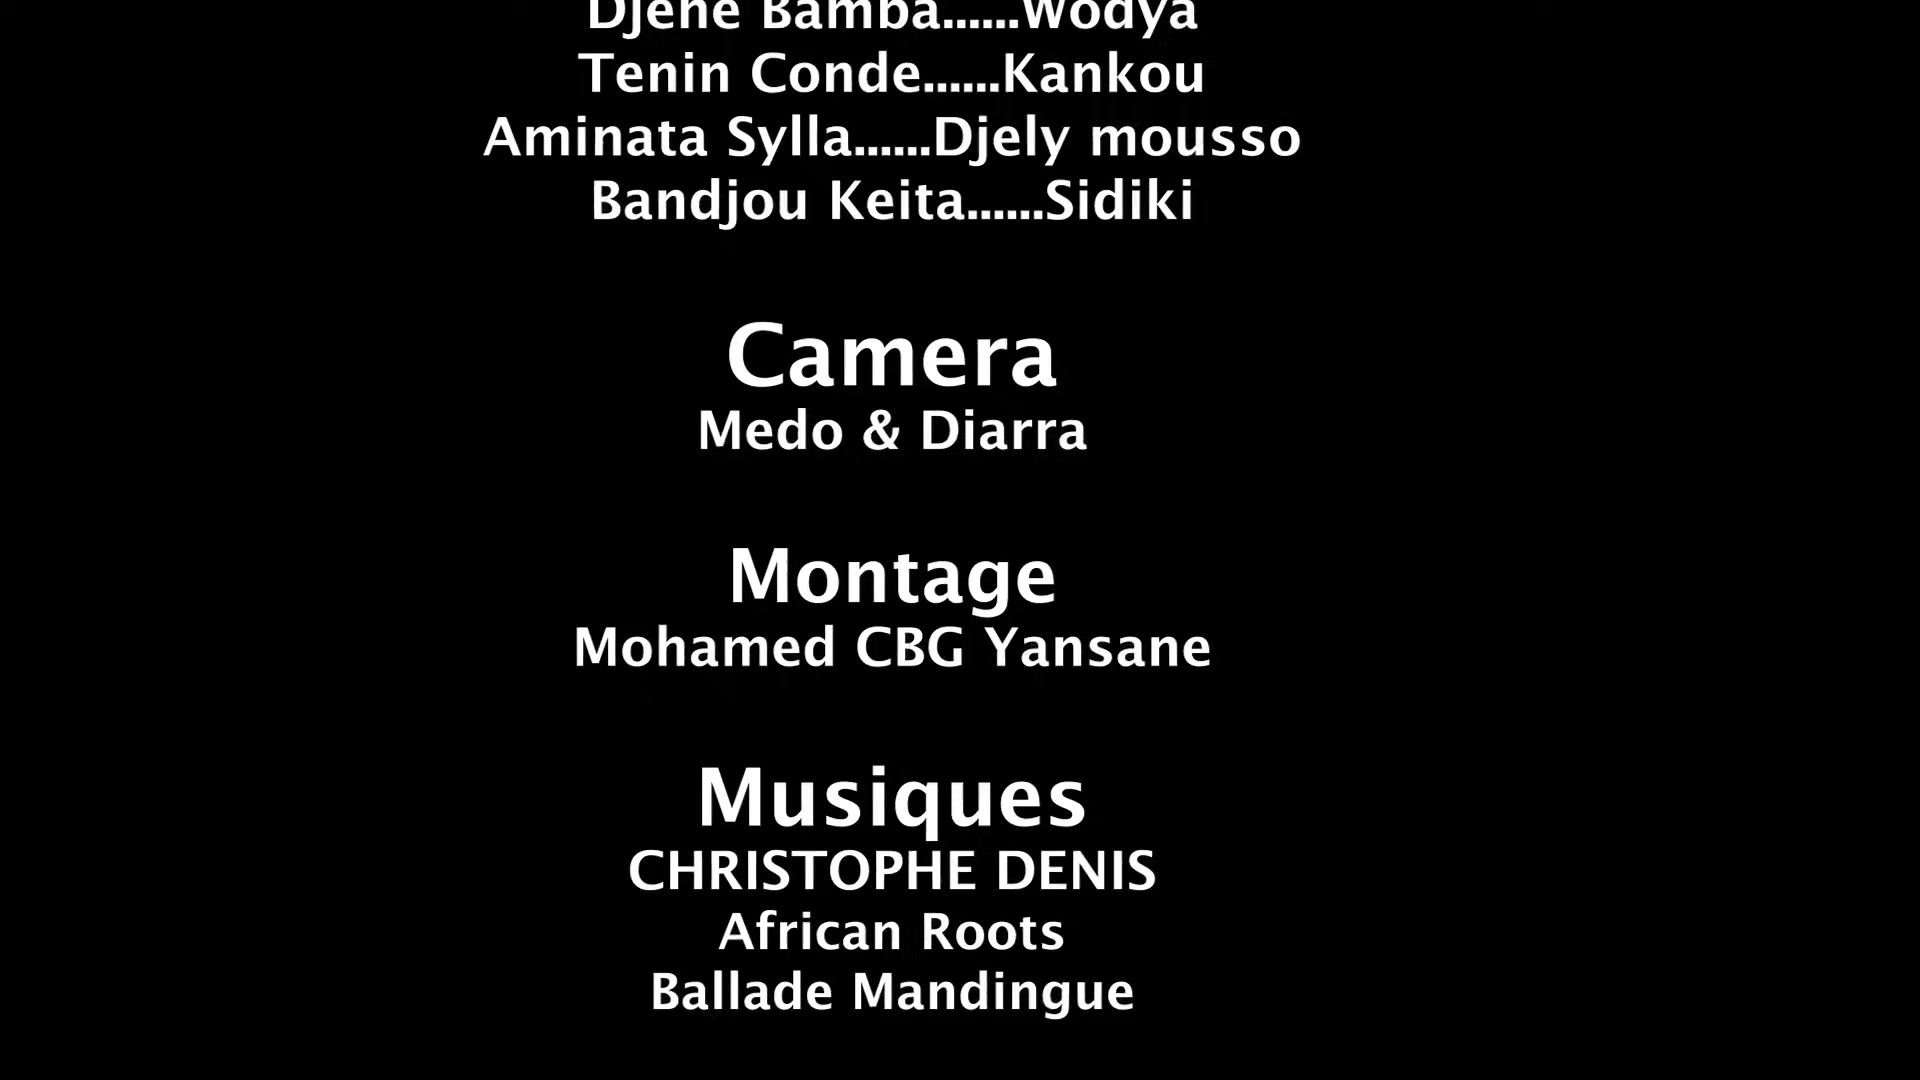 Djene Bamba......Wodya
Tenin Conde......Kankou
Aminata Sylla......Djely mousso
Bandjou Keita......Sidiki
Camera
Medo & Diarra
Montage
Mohamed CBG Yansane
Musiques
CHRISTOPHE DENIS
African Roots
Ballade Mandingue